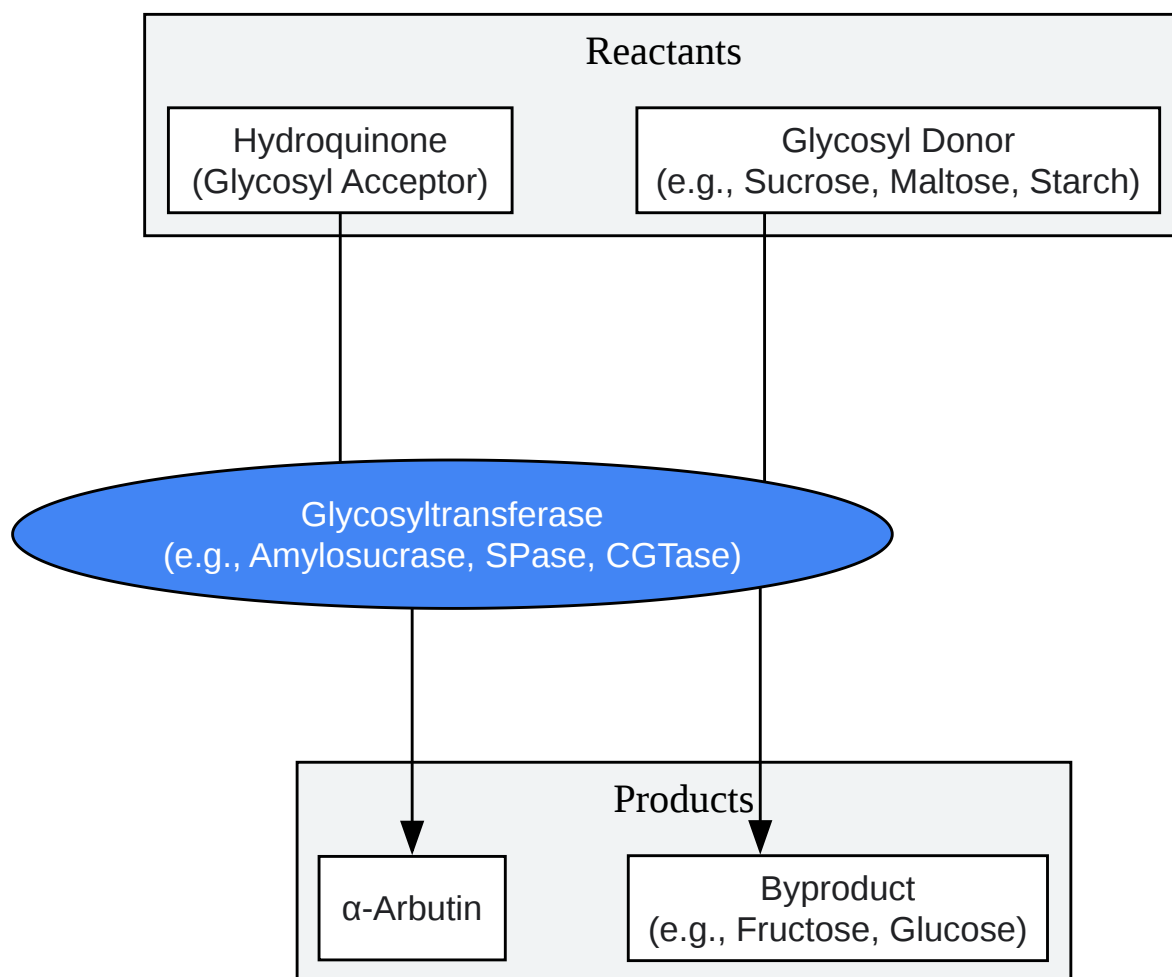 Reactants
Hydroquinone
(Glycosyl Acceptor)
Glycosyl Donor
(e.g., Sucrose, Maltose, Starch)
Glycosyltransferase
(e.g., Amylosucrase, SPase, CGTase)
Products
α-Arbutin
Byproduct
(e.g., Fructose, Glucose)